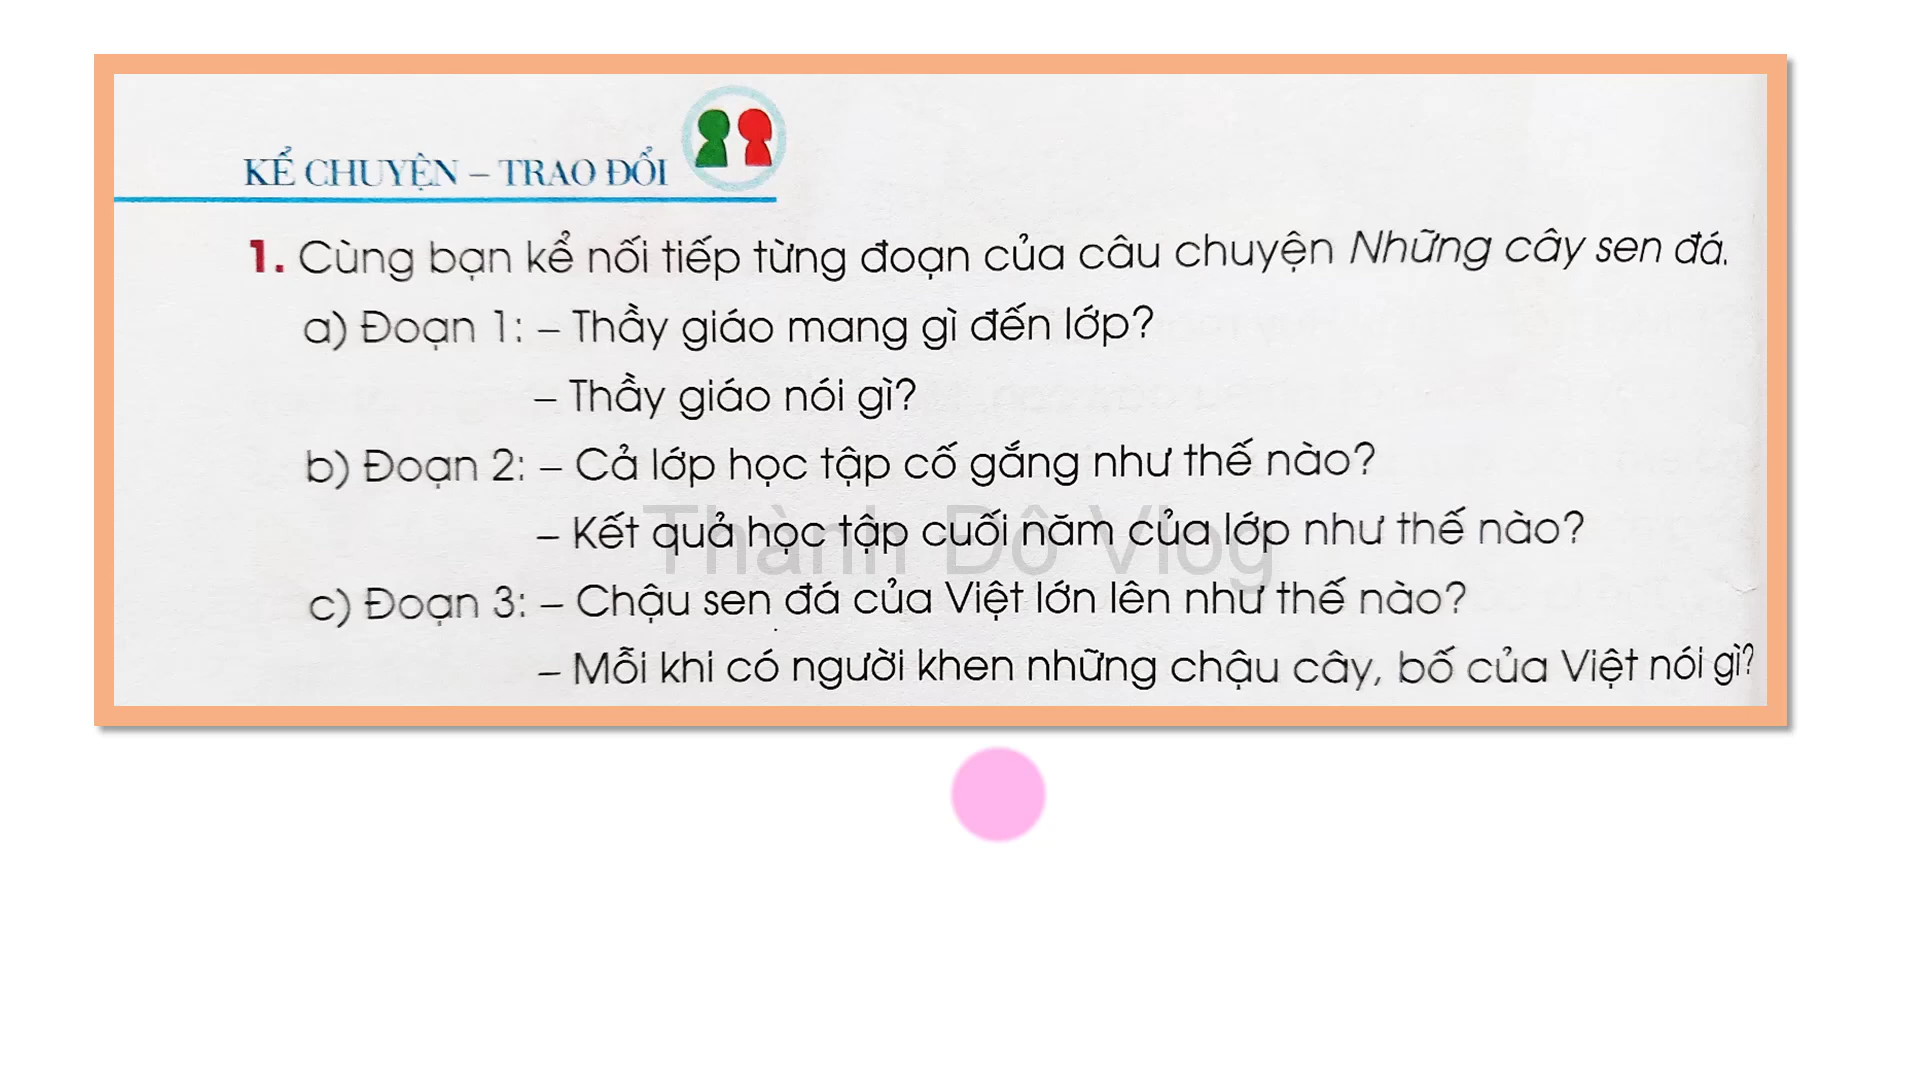 KỂ CHUYỆN – TRAO ĐỔI
1. Cùng bạn kể nối tiếp từng đoạn của câu chuyện Những cây sen đá.
a) Đoạn 1: – Thầy giáo mang gì đến lớp?
– Thầy giáo nói gì?
b) Đoạn 2: – Cả lớp học tập cố gắng như thế nào?
– Kết quả học tập cuối năm của lớp như thế nào?
Thành Đô Vlog
c) Đoạn 3: – Chậu sen đá của Việt lớn lên như thế nào?
– Mỗi khi có người khen những chậu cây, bố của Việt nói gì?